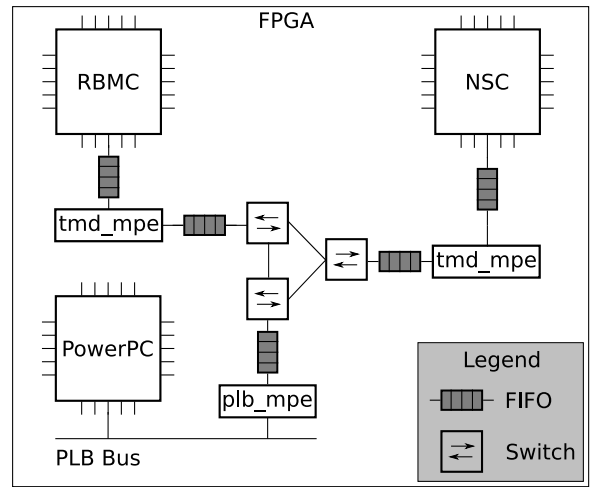 FPGA
RBMC
NSC
tmd_mpe
tmd_mpe
PowerPC
plb_mpe
PLB Bus
Legend
FIFO
Switch